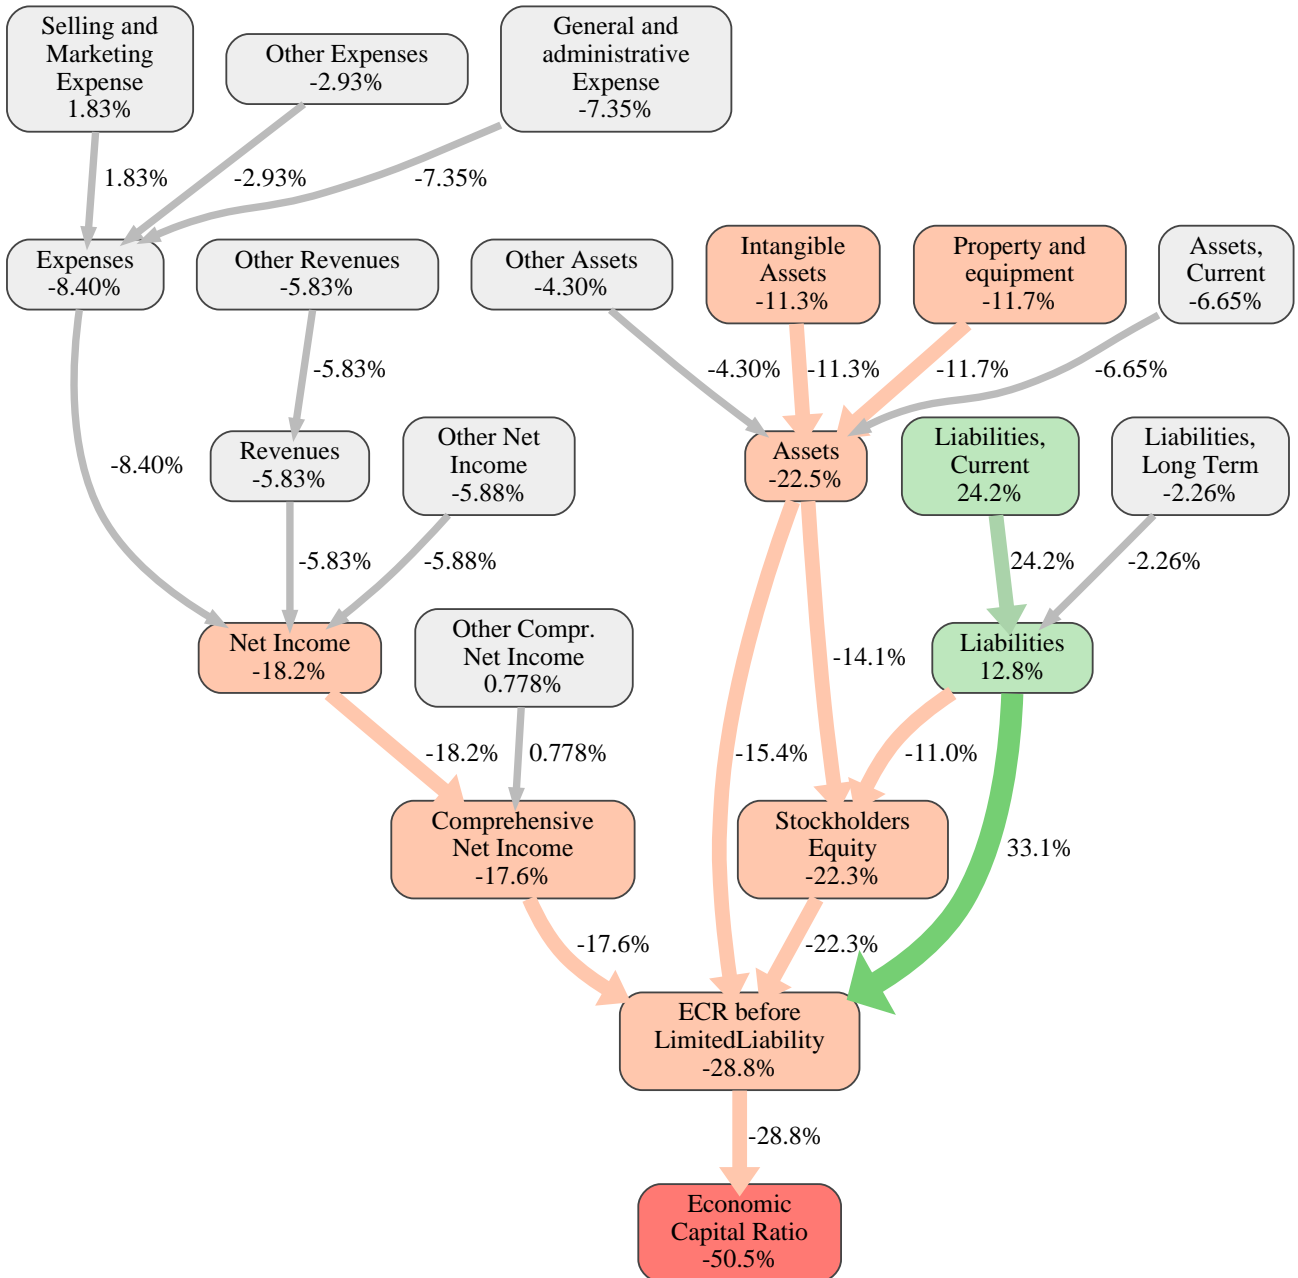 Selling and
Marketing
Expense
1.83%
Other Expenses
-2.93%
General and
administrative
Expense
-7.35%
1.83%
-2.93%
-7.35%
Expenses
-8.40%
Other Revenues
-5.83%
Other Assets
-4.30%
Intangible
Assets
-11.3%
Property and
equipment
-11.7%
Assets,
Current
-6.65%
-5.83%
-4.30%
-11.3%
-11.7%
-6.65%
-8.40%
Revenues
-5.83%
Other Net
Income
-5.88%
Assets
-22.5%
Liabilities,
Current
24.2%
Liabilities,
Long Term
-2.26%
-5.83%
-5.88%
24.2%
-2.26%
Net Income
-18.2%
Other Compr.
Net Income
0.778%
-14.1%
Liabilities
12.8%
-18.2%
0.778%
-15.4%
-11.0%
Comprehensive
Net Income
-17.6%
Stockholders
Equity
-22.3%
33.1%
-17.6%
-22.3%
ECR before
LimitedLiability
-28.8%
-28.8%
Economic
Capital Ratio
-50.5%